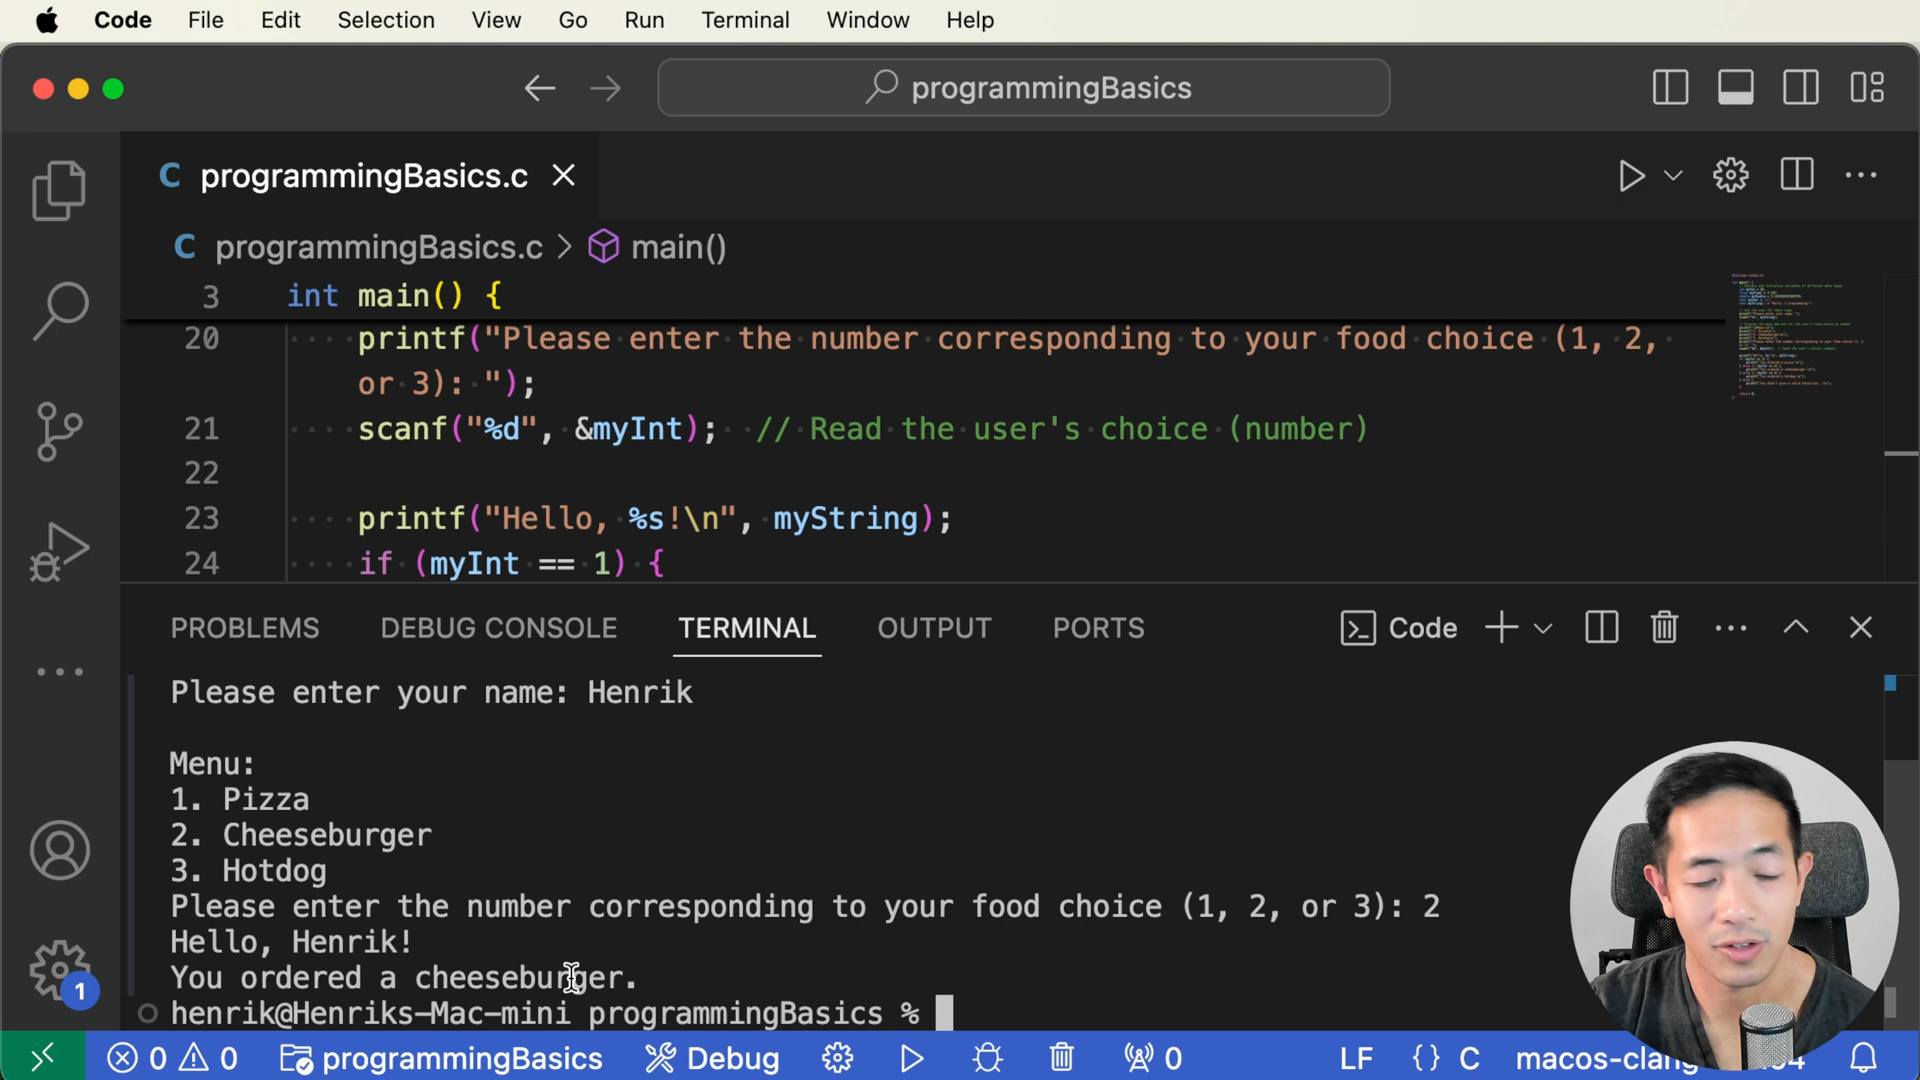 Code File Edit Selection View Go Run Terminal Window Help
programmingBasics
C programmingBasics.c
C programmingBasics.c > main()
3 int main() {
20 printf("Please enter the number corresponding to your food choice (1, 2,
or 3): ");
21 scanf("%d", &myInt); // Read the user's choice (number)
22
23 printf("Hello, %s!\n", myString);
24 if (myInt == 1) {
PROBLEMS DEBUG CONSOLE TERMINAL OUTPUT PORTS Code
Please enter your name: Henrik
Menu:
1. Pizza
2. Cheeseburger
3. Hotdog
Please enter the number corresponding to your food choice (1, 2, or 3): 2
Hello, Henrik!
You ordered a cheeseburger.
henrik@Henriks-Mac-mini programmingBasics %
1
0 0 programmingBasics Debug 0 LF {} C macos-clang